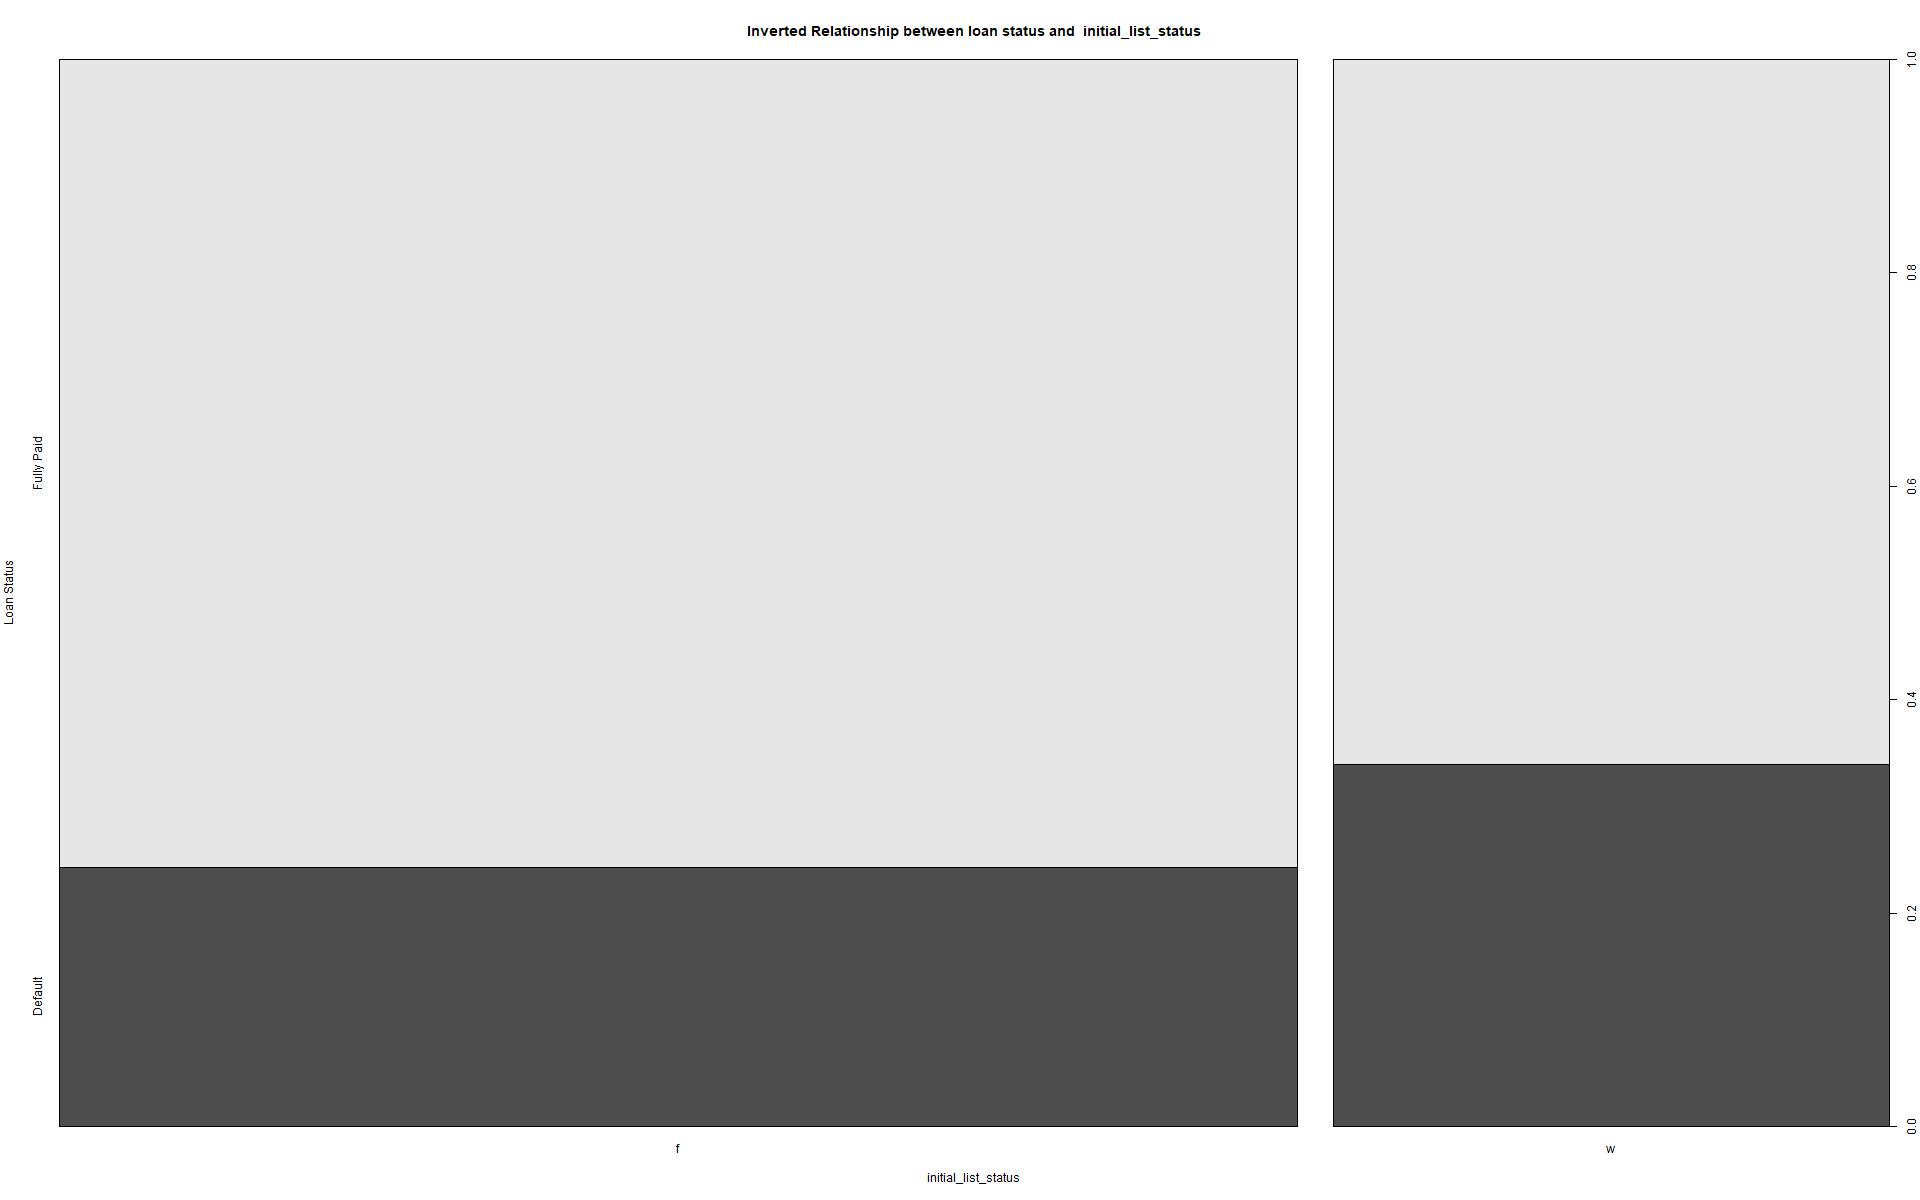 Inverted Relationship between loan status and  initial_list_status
Loan Status
Fully Paid
Default
1.0
0.8
0.6
0.4
0.2
0.0
f
w
initial_list_status